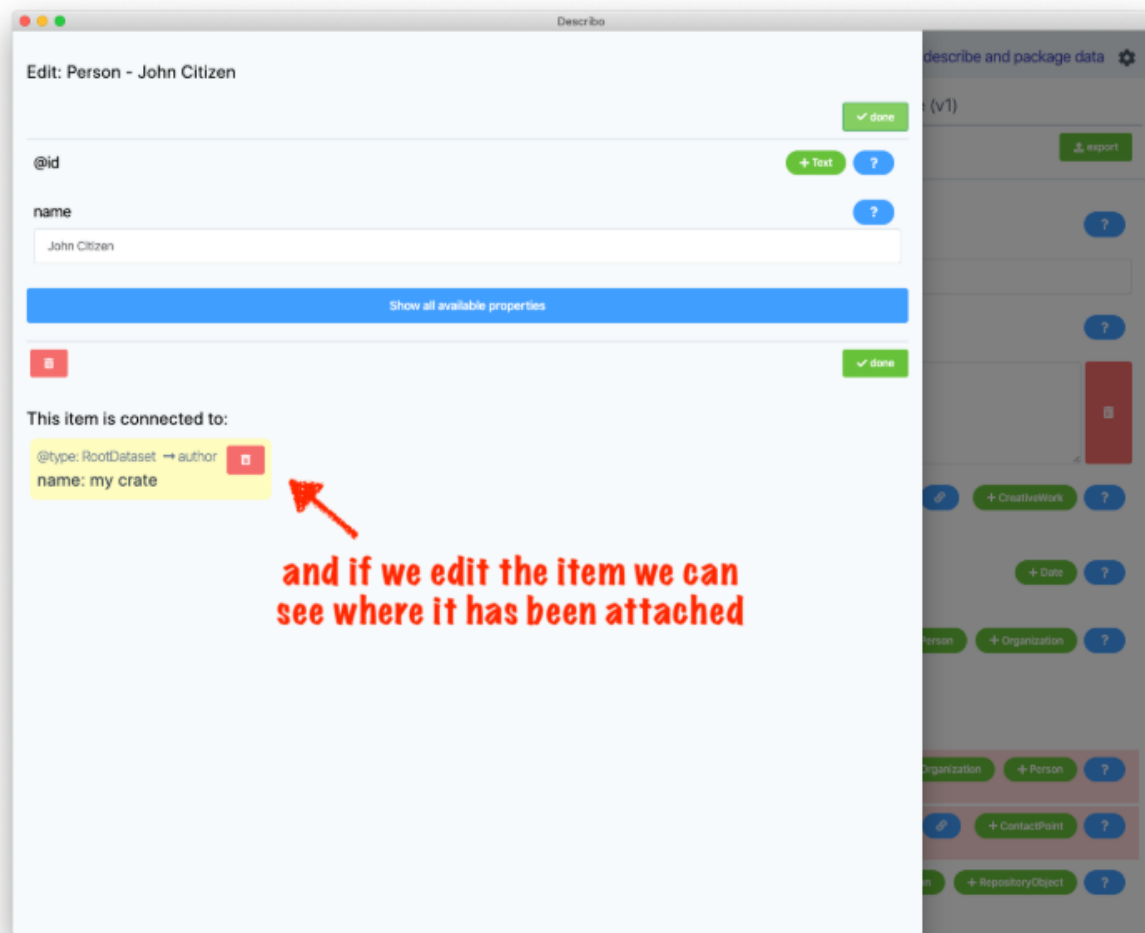 Describo
describe and package data
Edit: Person - John Citizen
(v1)
done
export
@id
+ Text
?
name
?
?
John Citizen
Show all available properties
?
done
This item is connected to:
@type: RootDataset → author
name: my crate
+ CreativeWork
?
and if we edit the item we can
see where it has been attached
+ Date
?
Person
+ Organization
?
Organization
+ Person
?
+ ContactPoint
?
+ RepositoryObject
?